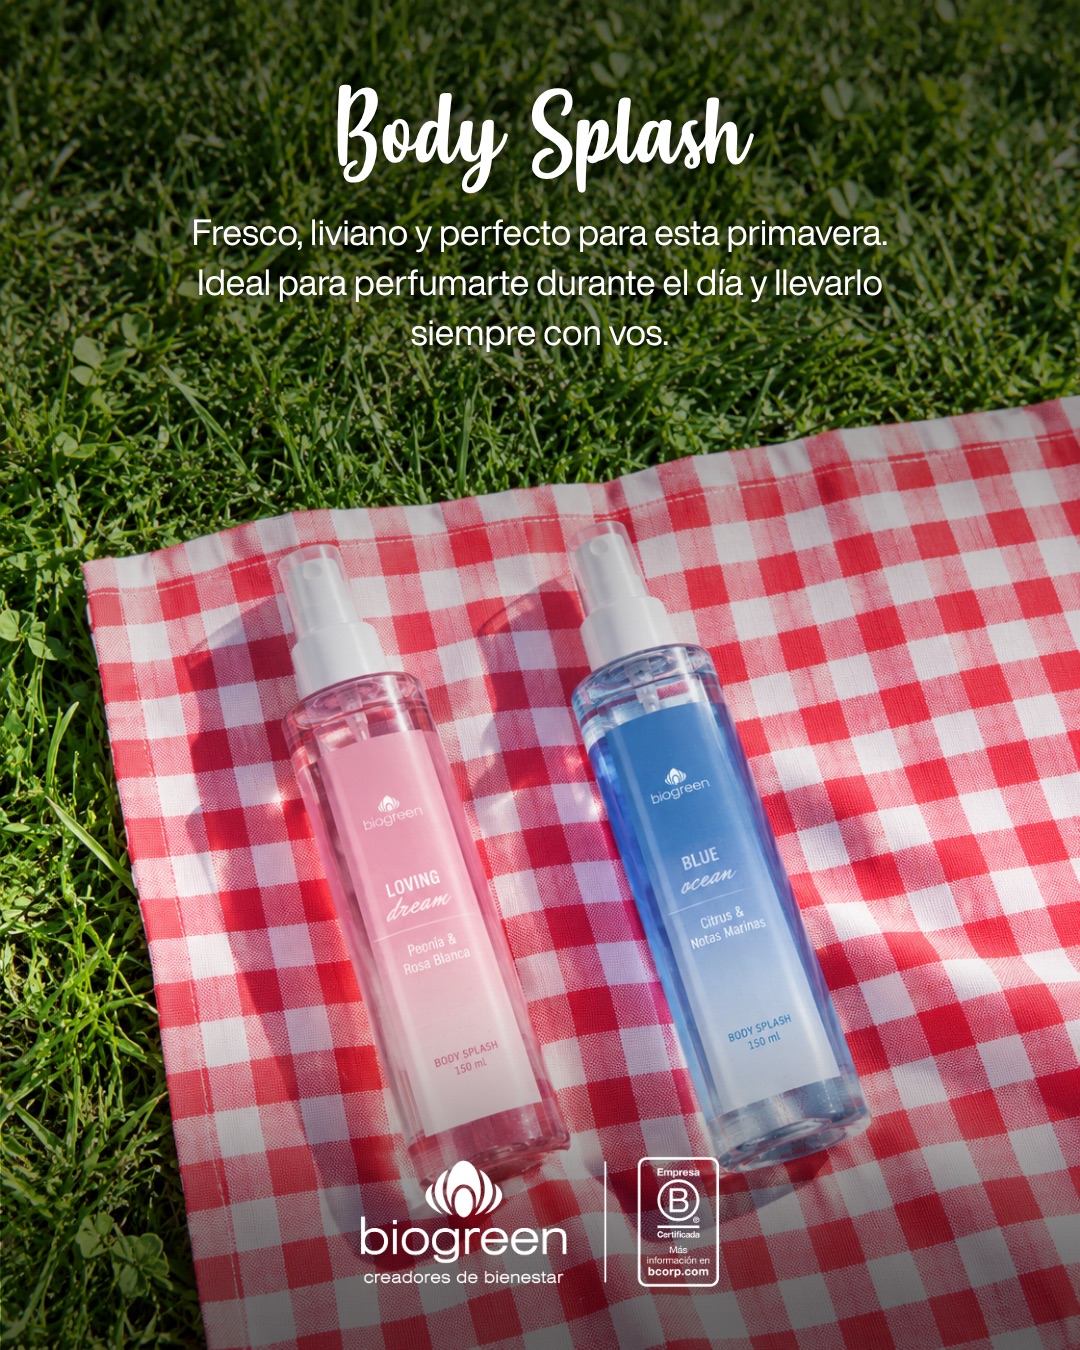 Body Splash
Fresco, liviano y perfecto para esta primavera.
Ideal para perfumarte durante el día y llevarlo
siempre con vos.
biogreen
LOVING
dream
Peonía &
Rosa Blanca
BODY SPLASH
150 ml
biogreen
BLUE
ocean
Citrus &
Notas Marinas
BODY SPLASH
150 ml
biogreen
creadores de bienestar
Empresa
B
®
Certificada
Más
información en
bcorp.com